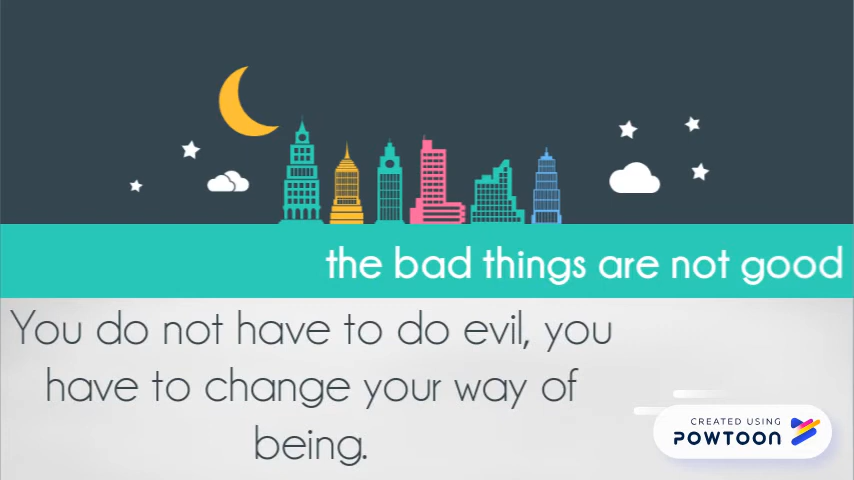 the bad things are not good
You do not have to do evil, you
have to change your way of
being.
CREATED USING
POWTOON